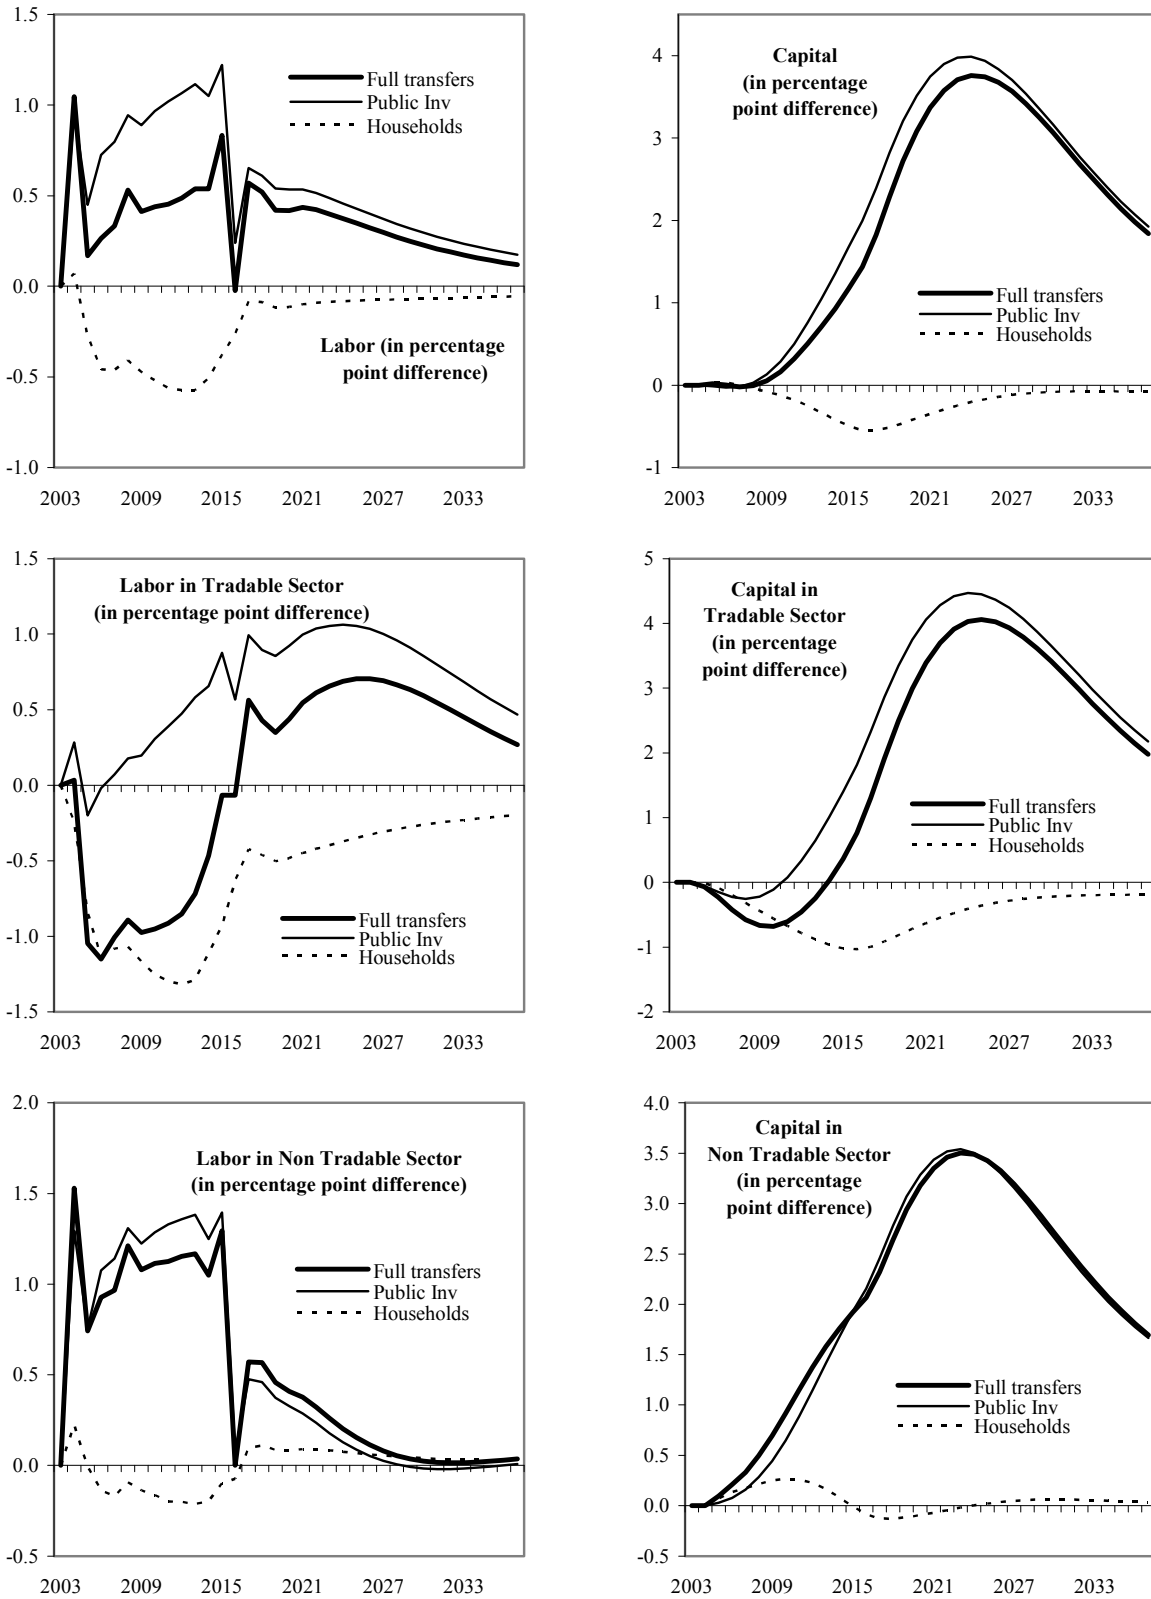 1.5
1.0
0.5
0.0
-0.5
-1.0
Full transfers
Public Inv
Households
Labor (in percentage
point difference)
2003 2009 2015 2021 2027 2033
4
3
2
1
0
-1
Capital
(in percentage
point difference)
Full transfers
Public Inv
Households
2003 2009 2015 2021 2027 2033
1.5
1.0
0.5
0.0
-0.5
-1.0
-1.5
Labor in Tradable Sector
(in percentage point difference)
Full transfers
Public Inv
Households
2003 2009 2015 2021 2027 2033
5
4
3
2
1
0
-1
-2
Capital in
Tradable Sector
(in percentage
point difference)
Full transfers
Public Inv
Households
2003 2009 2015 2021 2027 2033
2.0
1.5
1.0
0.5
0.0
-0.5
Labor in Non Tradable Sector
(in percentage point difference)
Full transfers
Public Inv
Households
2003 2009 2015 2021 2027 2033
4.0
3.5
3.0
2.5
2.0
1.5
1.0
0.5
0.0
-0.5
Capital in
Non Tradable Sector
(in percentage
point difference)
Full transfers
Public Inv
Households
2003 2009 2015 2021 2027 2033